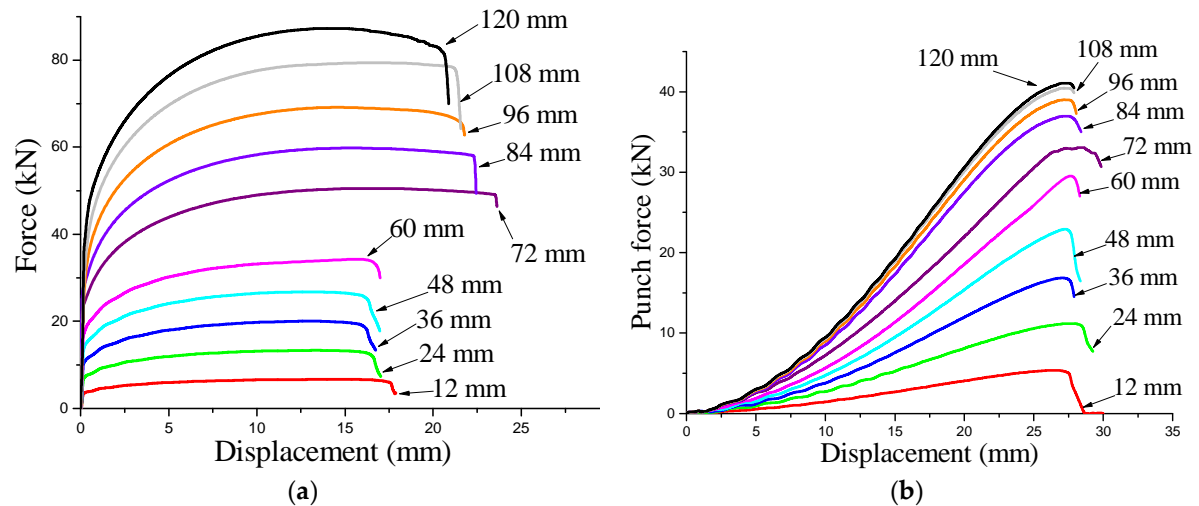 120 mm
108 mm
96 mm
84 mm
72 mm
60 mm
48 mm
36 mm
24 mm
12 mm
Force (kN)
80
60
40
20
0
0
5
10
15
20
25
Displacement (mm)
(a)
120 mm
108 mm
96 mm
84 mm
72 mm
60 mm
48 mm
36 mm
24 mm
12 mm
Punch force (kN)
40
30
20
10
0
0
5
10
15
20
25
30
35
Displacement (mm)
(b)